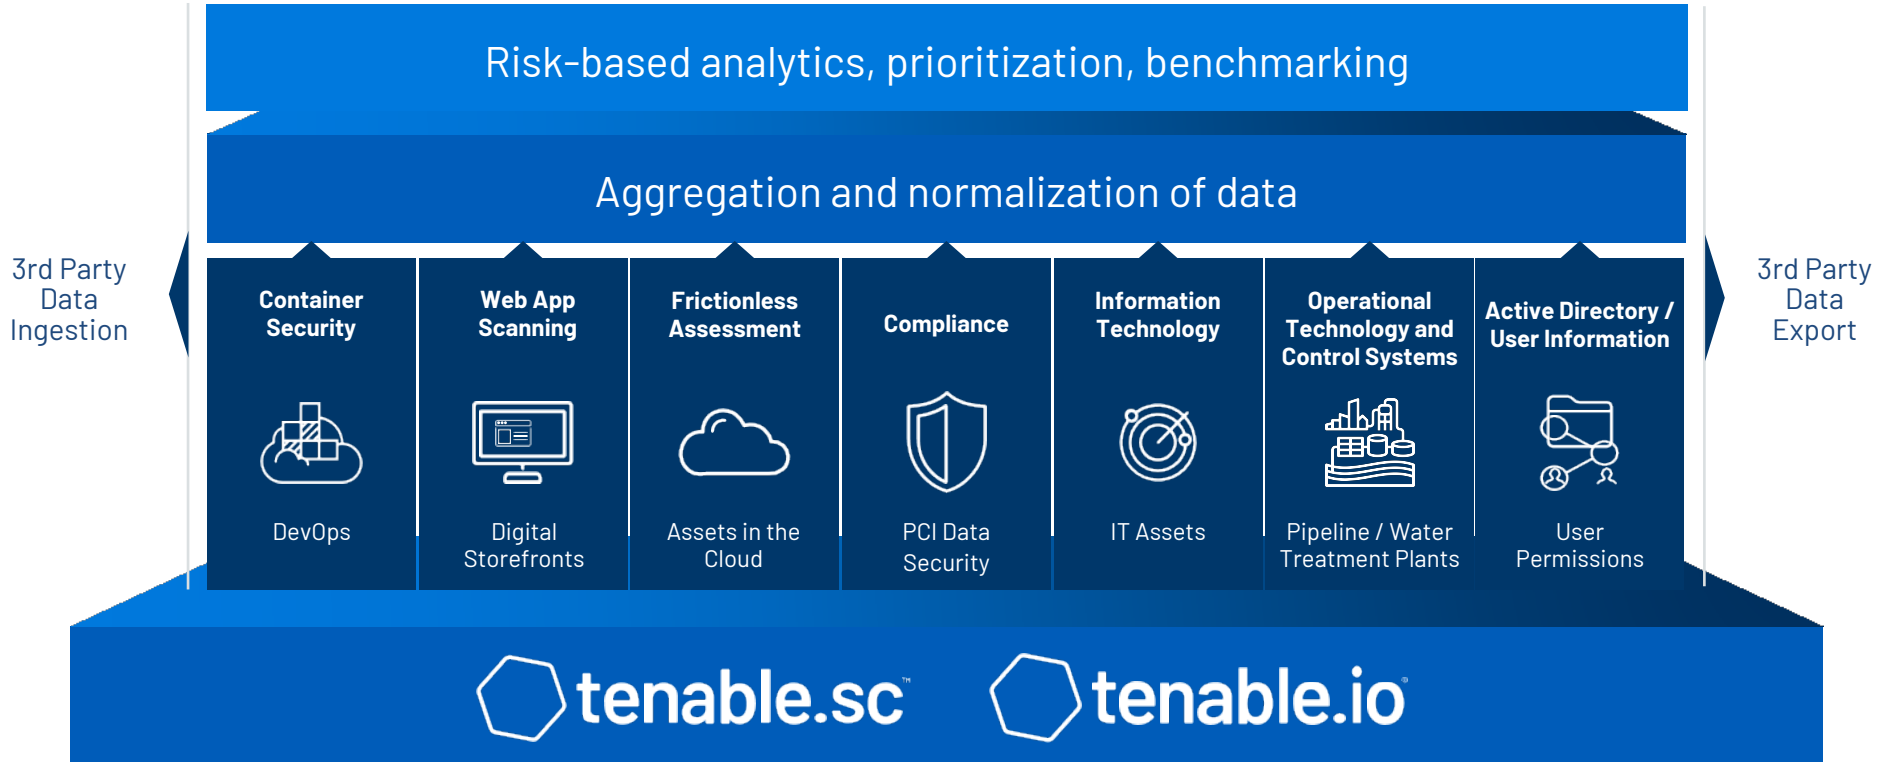 Risk-based analytics, prioritization, benchmarking
Aggregation and normalization of data
3rd Party
Data
Ingestion
Container
Security
DevOps
Web App
Scanning
Digital
Storefronts
Frictionless
Assessment
Assets in the
Cloud
Compliance
PCI Data
Security
Information
Technology
IT Assets
Operational
Technology and
Control Systems
Pipeline / Water
Treatment Plants
Active Directory /
User Information
User
Permissions
3rd Party
Data
Export
tenable.sc™
tenable.io®